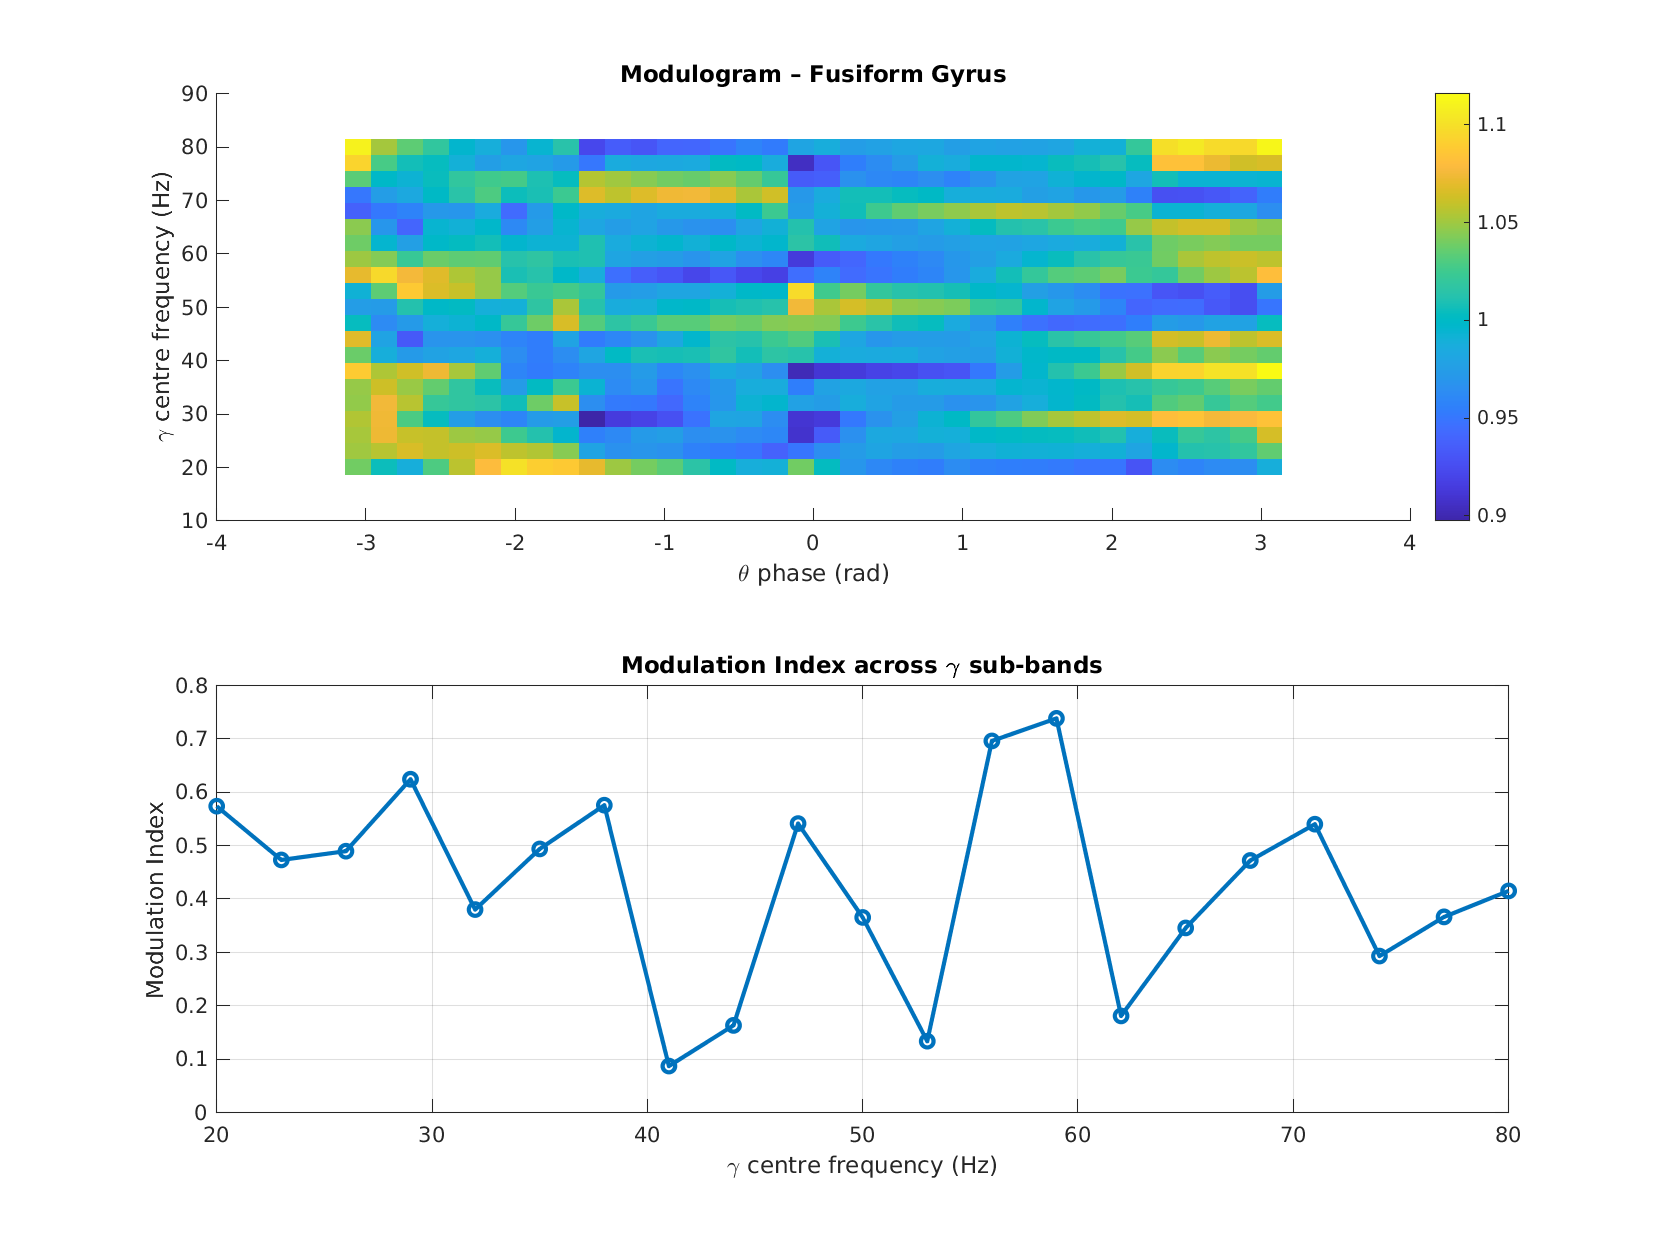 Modulogram – Fusiform Gyrus
90
80
70
60
50
40
30
20
10
γ centre frequency (Hz)
-4 -3 -2 -1 0 1 2 3 4
θ phase (rad)
1.1
1.05
1
0.95
0.9
Modulation Index across γ sub-bands
0.8
0.7
0.6
0.5
0.4
0.3
0.2
0.1
0
Modulation Index
20 30 40 50 60 70 80
γ centre frequency (Hz)